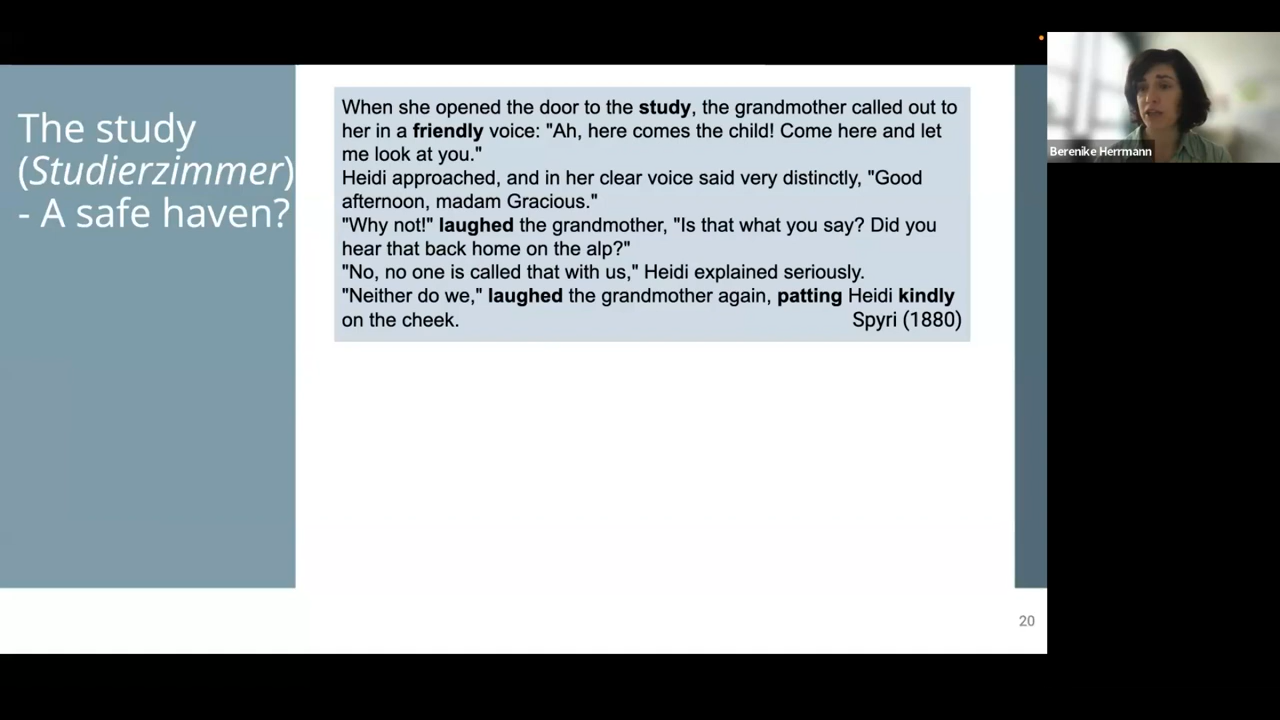 The study
(Studierzimmer)
- A safe haven?
When she opened the door to the study, the grandmother called out to
her in a friendly voice: "Ah, here comes the child! Come here and let
me look at you."
Heidi approached, and in her clear voice said very distinctly, "Good
afternoon, madam Gracious."
"Why not!" laughed the grandmother, "Is that what you say? Did you
hear that back home on the alp?"
"No, no one is called that with us," Heidi explained seriously.
"Neither do we," laughed the grandmother again, patting Heidi kindly
on the cheek. Spyri (1880)
20
Berenike Herrmann